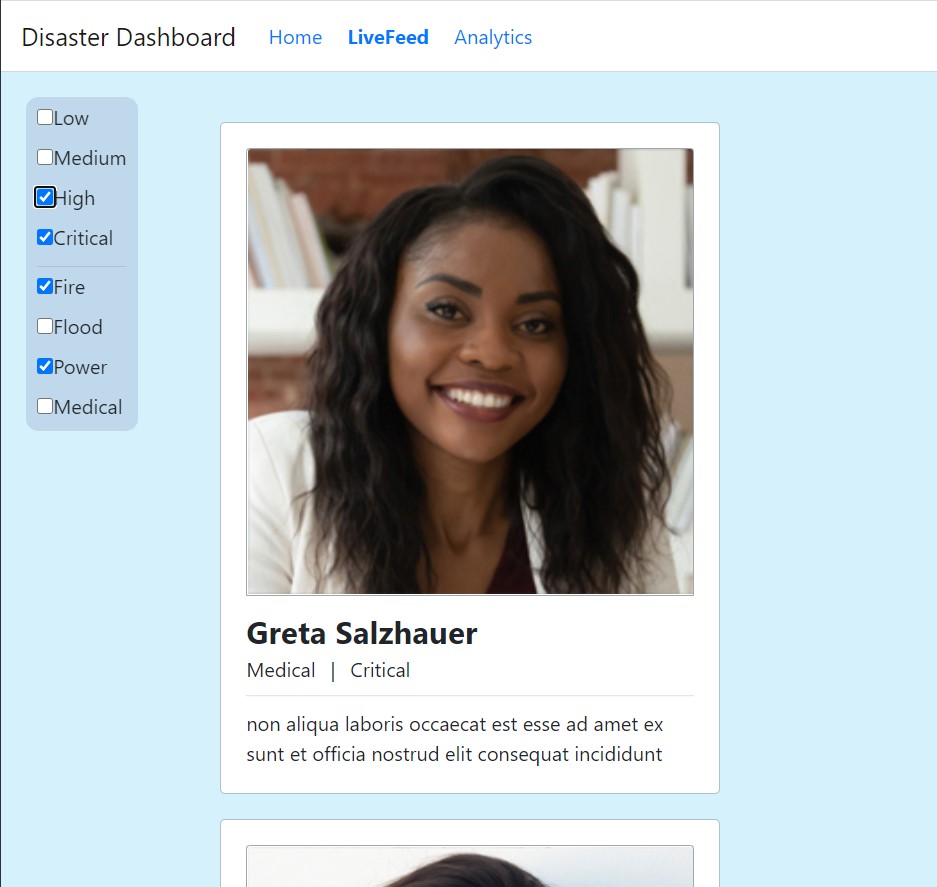 Disaster Dashboard Home LiveFeed Analytics
Low
Medium
High
Critical
Fire
Flood
Power
Medical
Greta Salzhauer
Medical | Critical
non aliqua laboris occaecat est esse ad amet ex
sunt et officia nostrud elit consequat incididunt